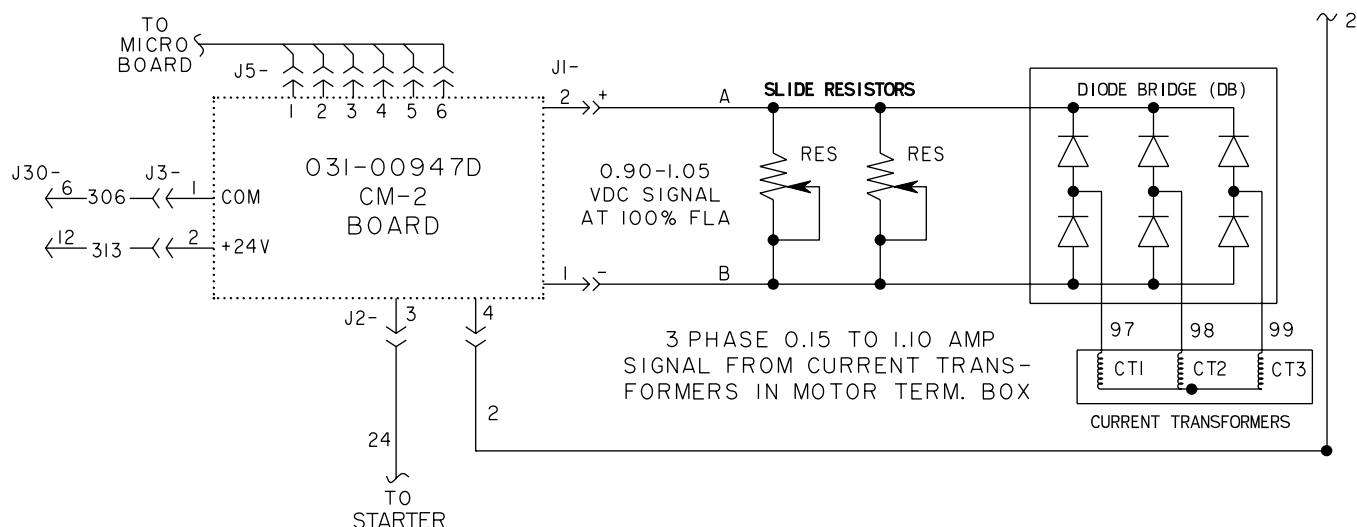 TO
MICRO
BOARD
2
J5-
1 2 3 4 5 6
J1-
2 +
A
SLIDE RESISTORS
DIODE BRIDGE (DB)
031-00947D
CM-2
BOARD
RES
RES
0.90-1.05
VDC SIGNAL
AT 100% FLA
J30-
J3-
6 306 1 COM
12 313 2 +24V
1 -
B
J2- 3 4
3 PHASE 0.15 TO 1.10 AMP
SIGNAL FROM CURRENT TRANS-
FORMERS IN MOTOR TERM. BOX
97 98 99
CT1 CT2 CT3
CURRENT TRANSFORMERS
2
24
TO
STARTER